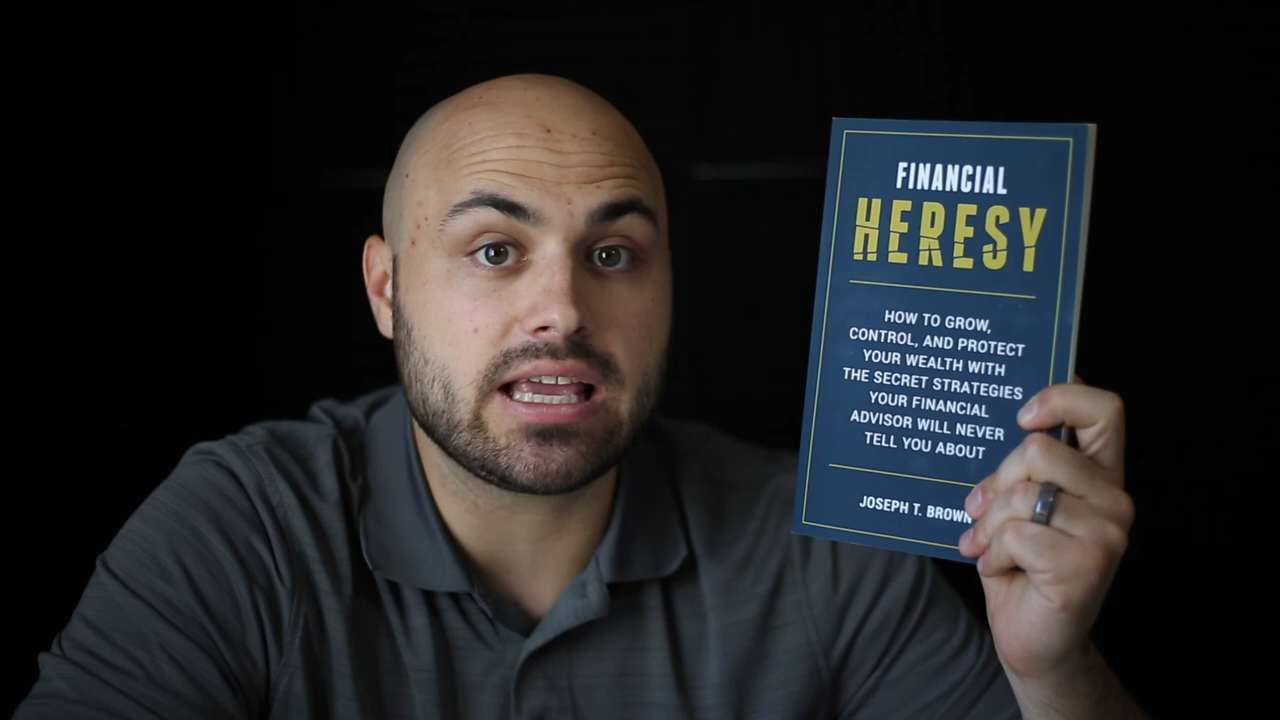 FINANCIAL
HERESY
HOW TO GROW,
CONTROL, AND PROTECT
YOUR WEALTH WITH
THE SECRET STRATEGIES
YOUR FINANCIAL
ADVISOR WILL NEVER
TELL YOU ABOUT
JOSEPH T. BROWN